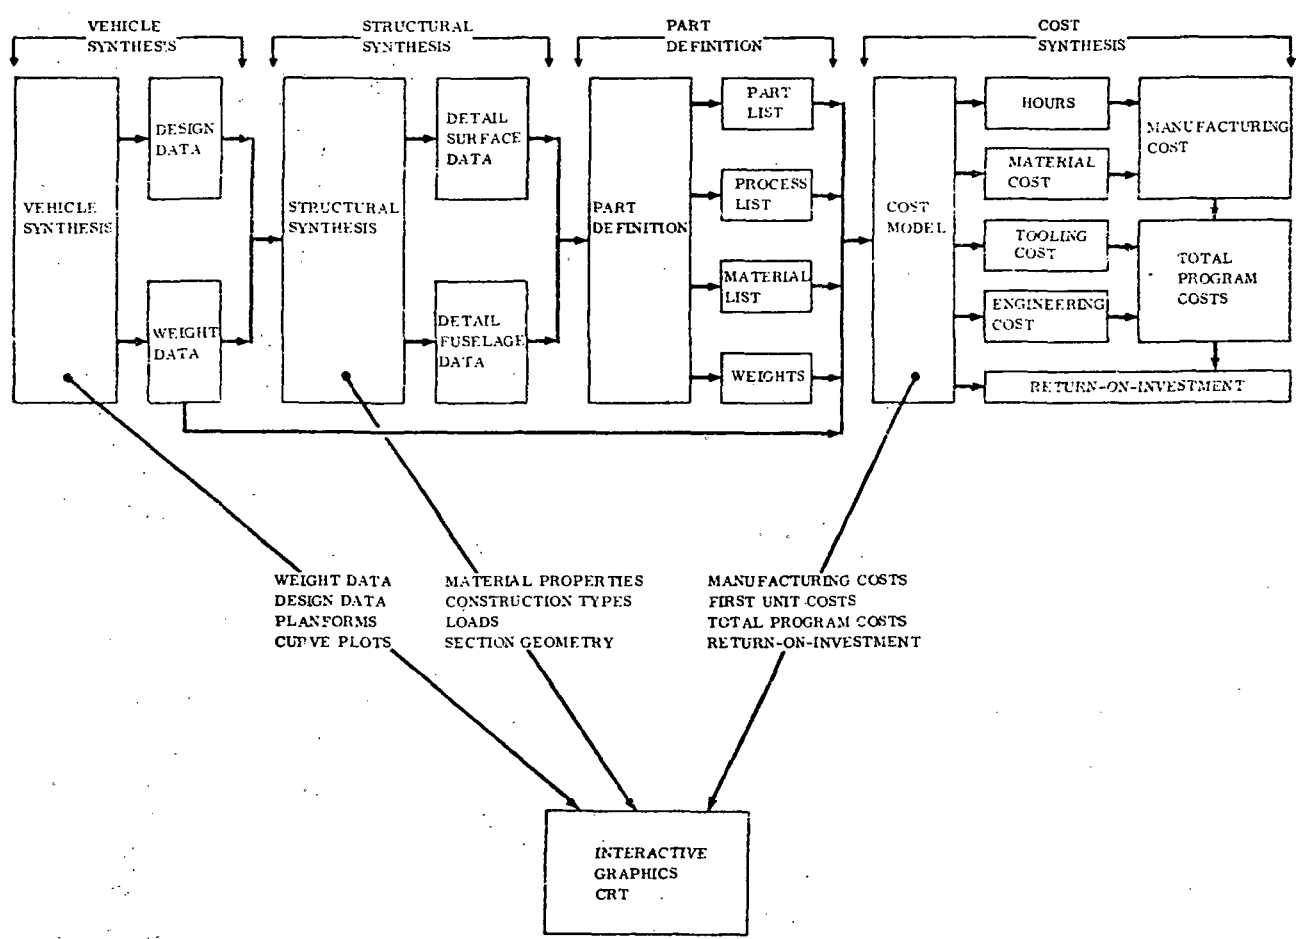 VEHICLE
SYNTHESIS
STRUCTURAL
SYNTHESIS
PART
DEFINITION
COST
SYNTHESIS
VEHICLE
SYNTHESIS
DESIGN
DATA
WEIGHT
DATA
STRUCTURAL
SYNTHESIS
DETAIL
SURFACE
DATA
DETAIL
FUSELAGE
DATA
PART
DEFINITION
PART
LIST
PROCESS
LIST
MATERIAL
LIST
WEIGHTS
COST
MODEL
HOURS
MATERIAL
COST
TOOLING
COST
ENGINEERING
COST
MANUFACTURING
COST
TOTAL
PROGRAM
COSTS
RETURN-ON-INVESTMENT
WEIGHT DATA
DESIGN DATA
PLANFORMS
CURVE PLOTS
MATERIAL PROPERTIES
CONSTRUCTION TYPES
LOADS
SECTION GEOMETRY
MANUFACTURING COSTS
FIRST UNIT COSTS
TOTAL PROGRAM COSTS
RETURN-ON-INVESTMENT
INTERACTIVE
GRAPHICS
CRT